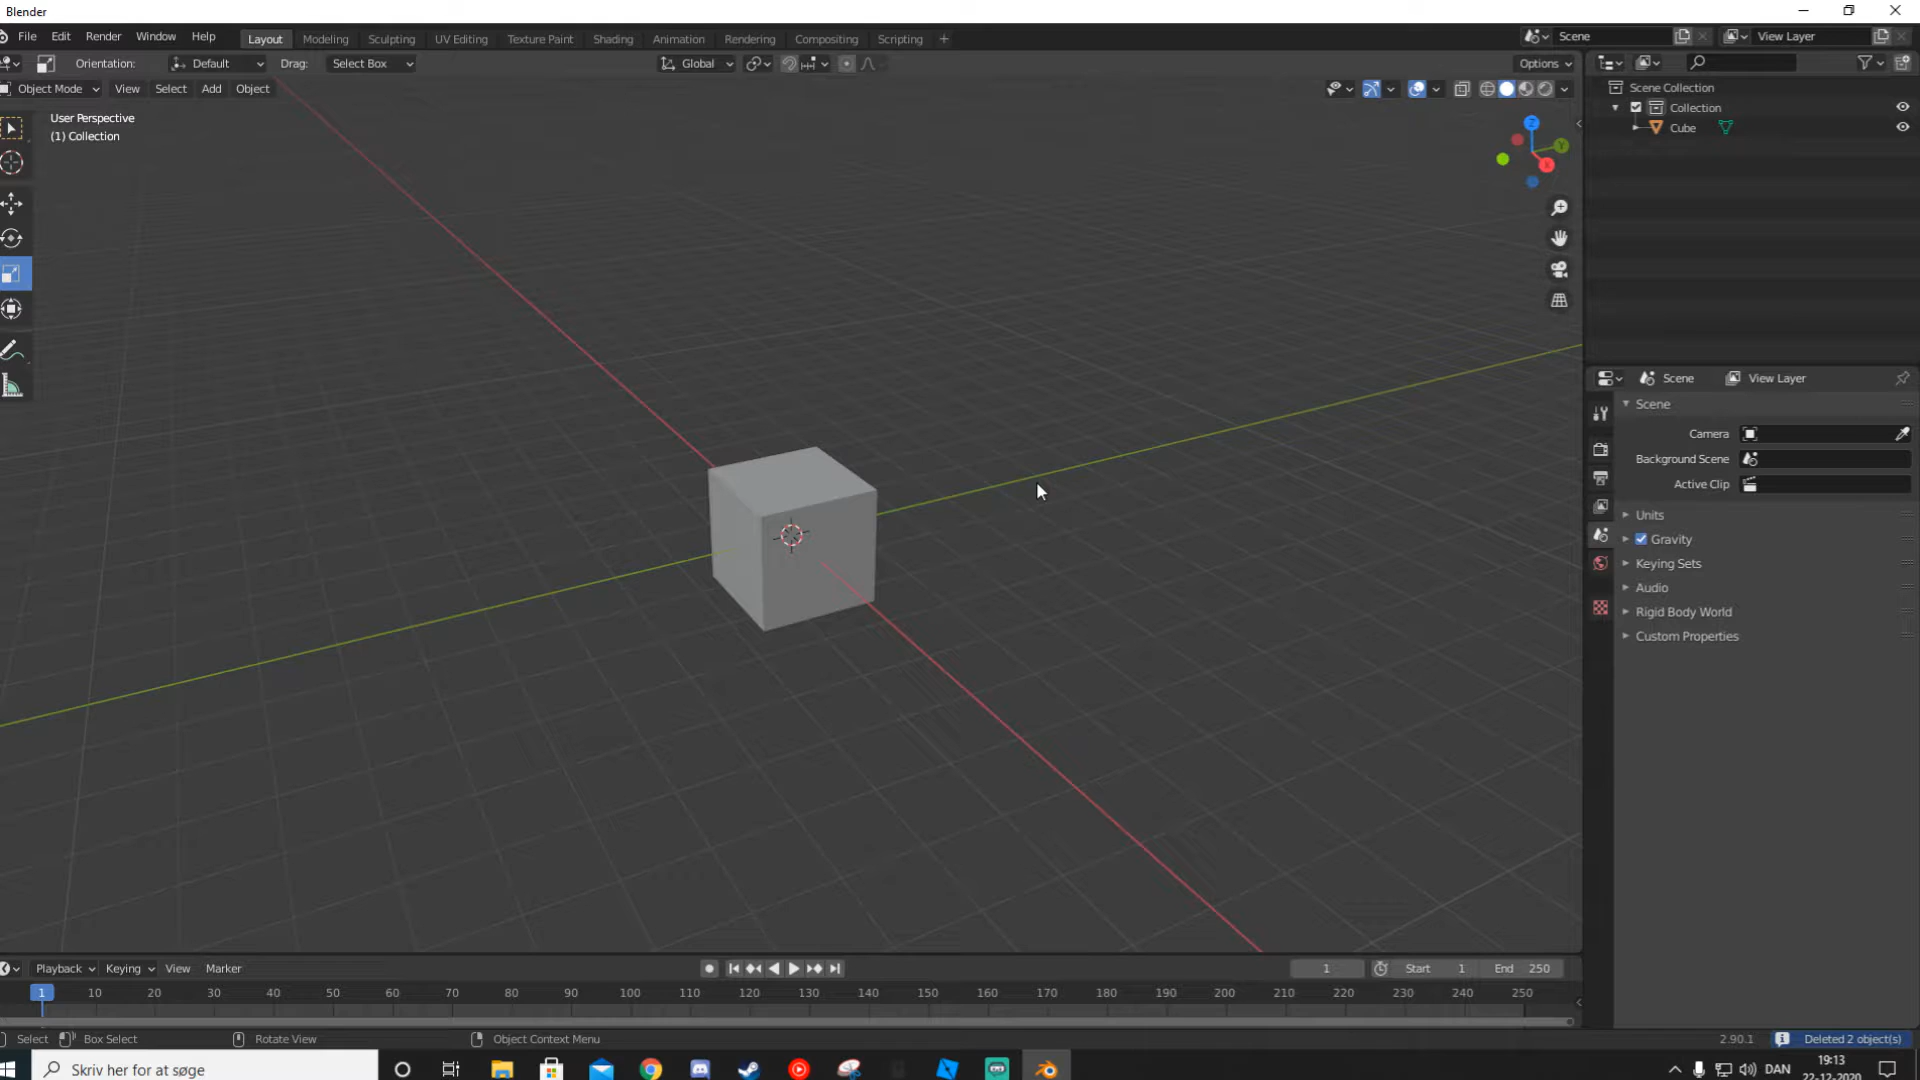 Blender
File Edit Render Window Help Layout Modeling Sculpting UV Editing Texture Paint Shading Animation Rendering Compositing Scripting + Scene View Layer
Orientation: Default Drag: Select Box Global Options
Object Mode View Select Add Object
Scene Collection
Collection
Cube
User Perspective
(1) Collection
Z
Y
X
Scene View Layer
Scene
Camera
Background Scene
Active Clip
Units
Gravity
Keying Sets
Audio
Rigid Body World
Custom Properties
Playback Keying View Marker 1 Start 1 End 250
1 10 20 30 40 50 60 70 80 90 100 110 120 130 140 150 160 170 180 190 200 210 220 230 240 250
Select Box Select Rotate View Object Context Menu 2.90.1 Deleted 2 object(s)
Skriv her for at søge DAN 19:13
22-12-2020